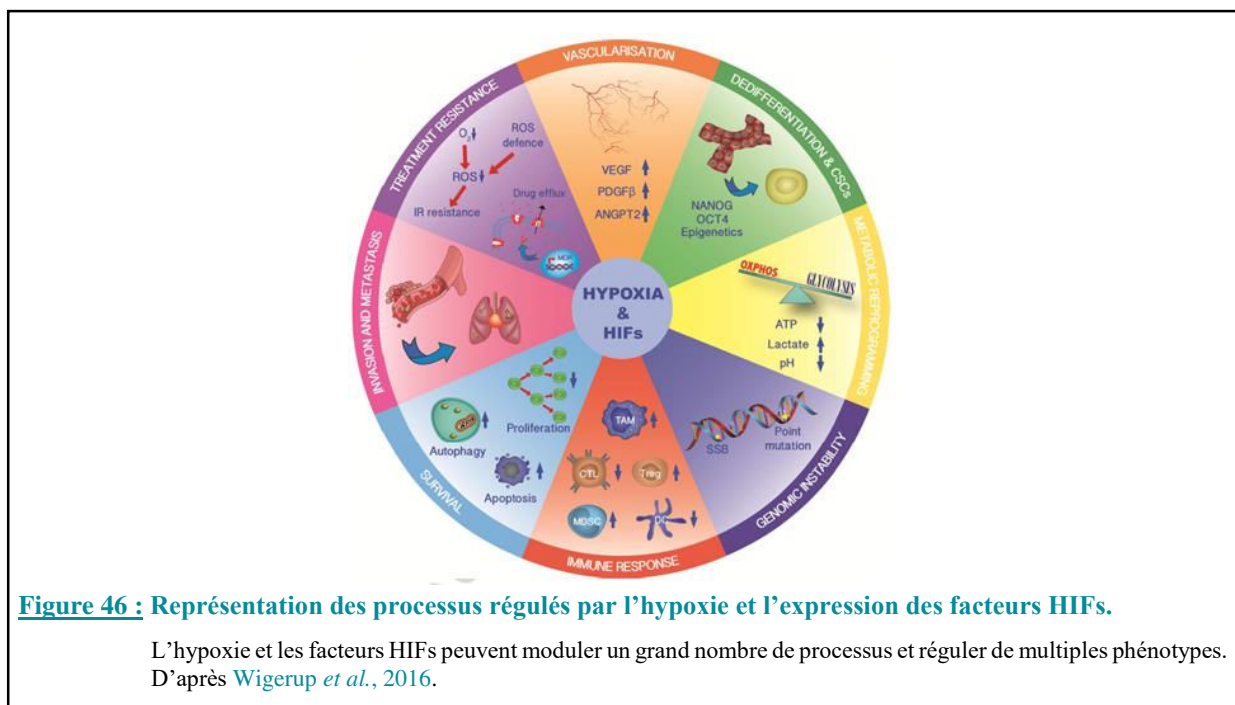 VASCULARISATION
VEGF
PDGFβ
ANGPT2
DEDIFFERENTIATION & CSCs
NANOG
OCT4
Epigenetics
METABOLIC REPROGRAMMING
OXPHOS
GLYCOLYSIS
ATP
Lactate
pH
GENOMIC INSTABILITY
SSB
Point
mutation
IMMUNE RESPONSE
TAM
CTL
Treg
MDSC
DC
SURVIVAL
Proliferation
Autophagy
Apoptosis
INVASION AND METASTASIS
TREATMENT RESISTANCE
O₂
ROS
defence
ROS
IR resistance
Drug efflux
MDR
HYPOXIA
&
HIFs
Figure 46 : Représentation des processus régulés par l’hypoxie et l’expression des facteurs HIFs.
L’hypoxie et les facteurs HIFs peuvent moduler un grand nombre de processus et réguler de multiples phénotypes.
D’après Wigerup et al., 2016.